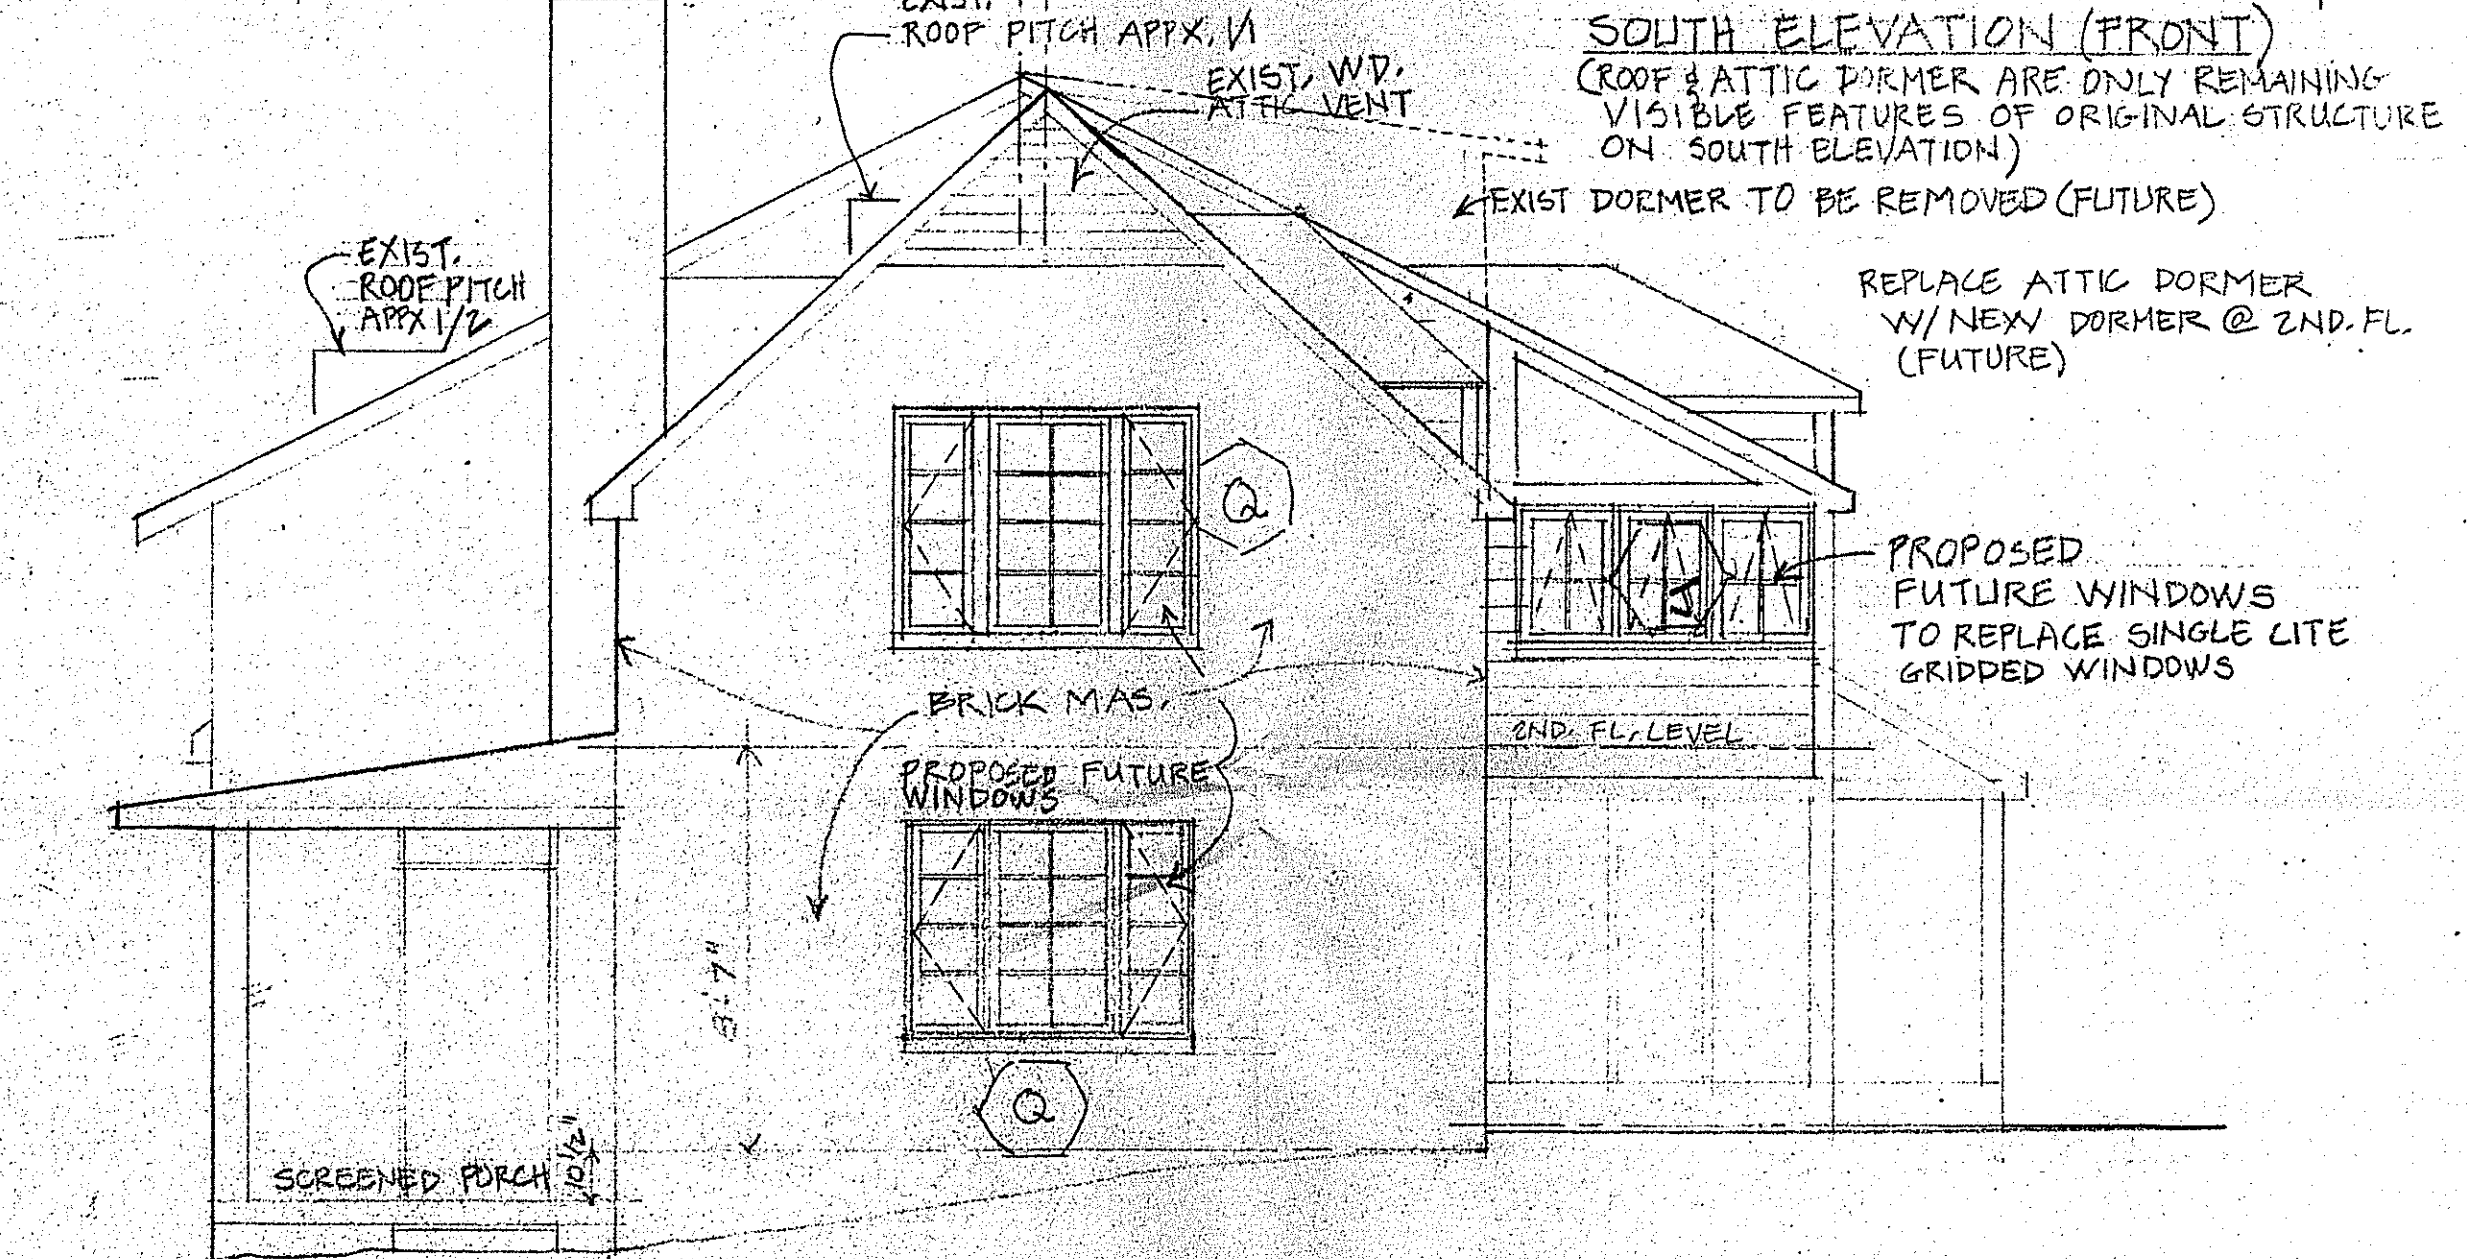 EXIST.
ROOF PITCH APPX. 1/1
EXIST. WD.
ATTIC VENT
SOUTH ELEVATION (FRONT)
(ROOF & ATTIC DORMER ARE ONLY REMAINING
VISIBLE FEATURES OF ORIGINAL STRUCTURE
ON SOUTH ELEVATION)
EXIST DORMER TO BE REMOVED (FUTURE)
EXIST.
ROOF PITCH
APPX 1/2
REPLACE ATTIC DORMER
W/ NEW DORMER @ 2ND. FL.
(FUTURE)
Q
PROPOSED
FUTURE WINDOWS
TO REPLACE SINGLE LITE
GRIDDED WINDOWS
BRICK MAS.
2ND. FL. LEVEL
PROPOSED FUTURE
WINDOWS
8'-7"
Q
SCREENED PORCH
10 1/2"